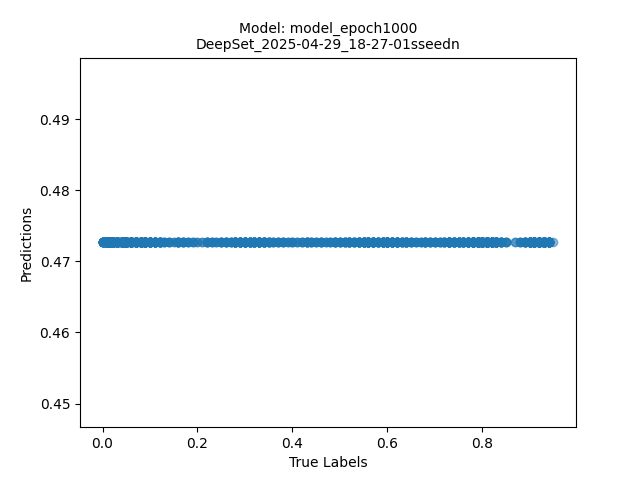 Model: model_epoch1000
DeepSet_2025-04-29_18-27-01sseedn
0.49
0.48
0.47
0.46
0.45
Predictions
0.0 0.2 0.4 0.6 0.8
True Labels